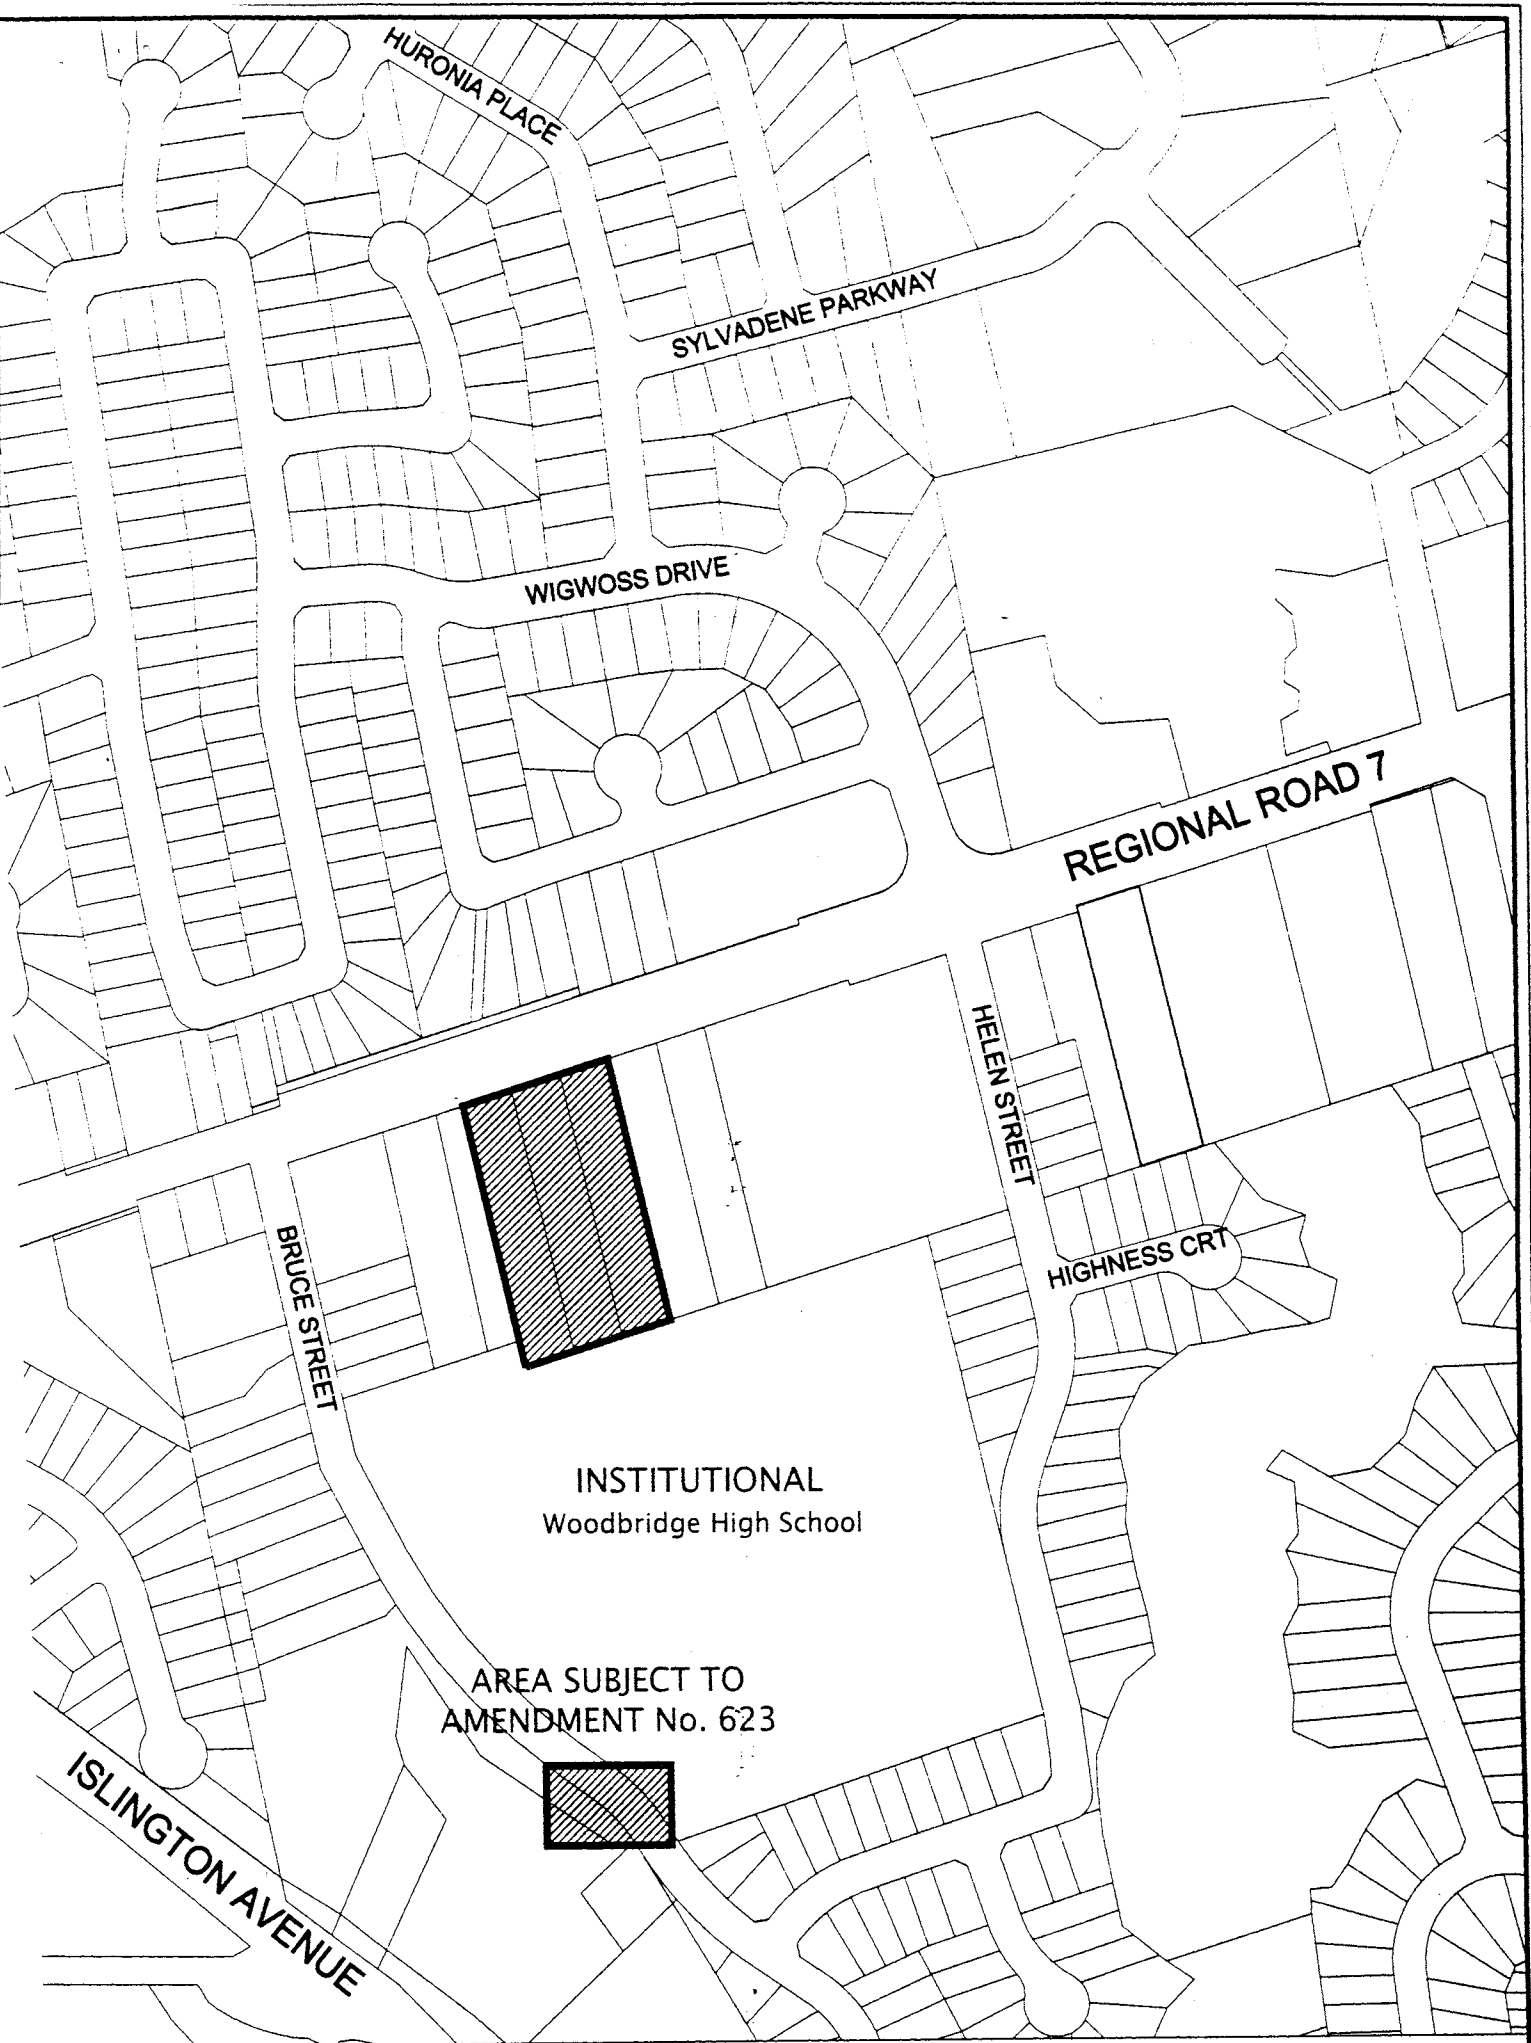 HURONIA PLACE
SYLVADENE PARKWAY
WIGWOSS DRIVE
REGIONAL ROAD 7
HELEN STREET
HIGHNESS CRT
BRUCE STREET
INSTITUTIONAL
Woodbridge High School
AREA SUBJECT TO
AMENDMENT No. 623
ISLINGTON AVENUE